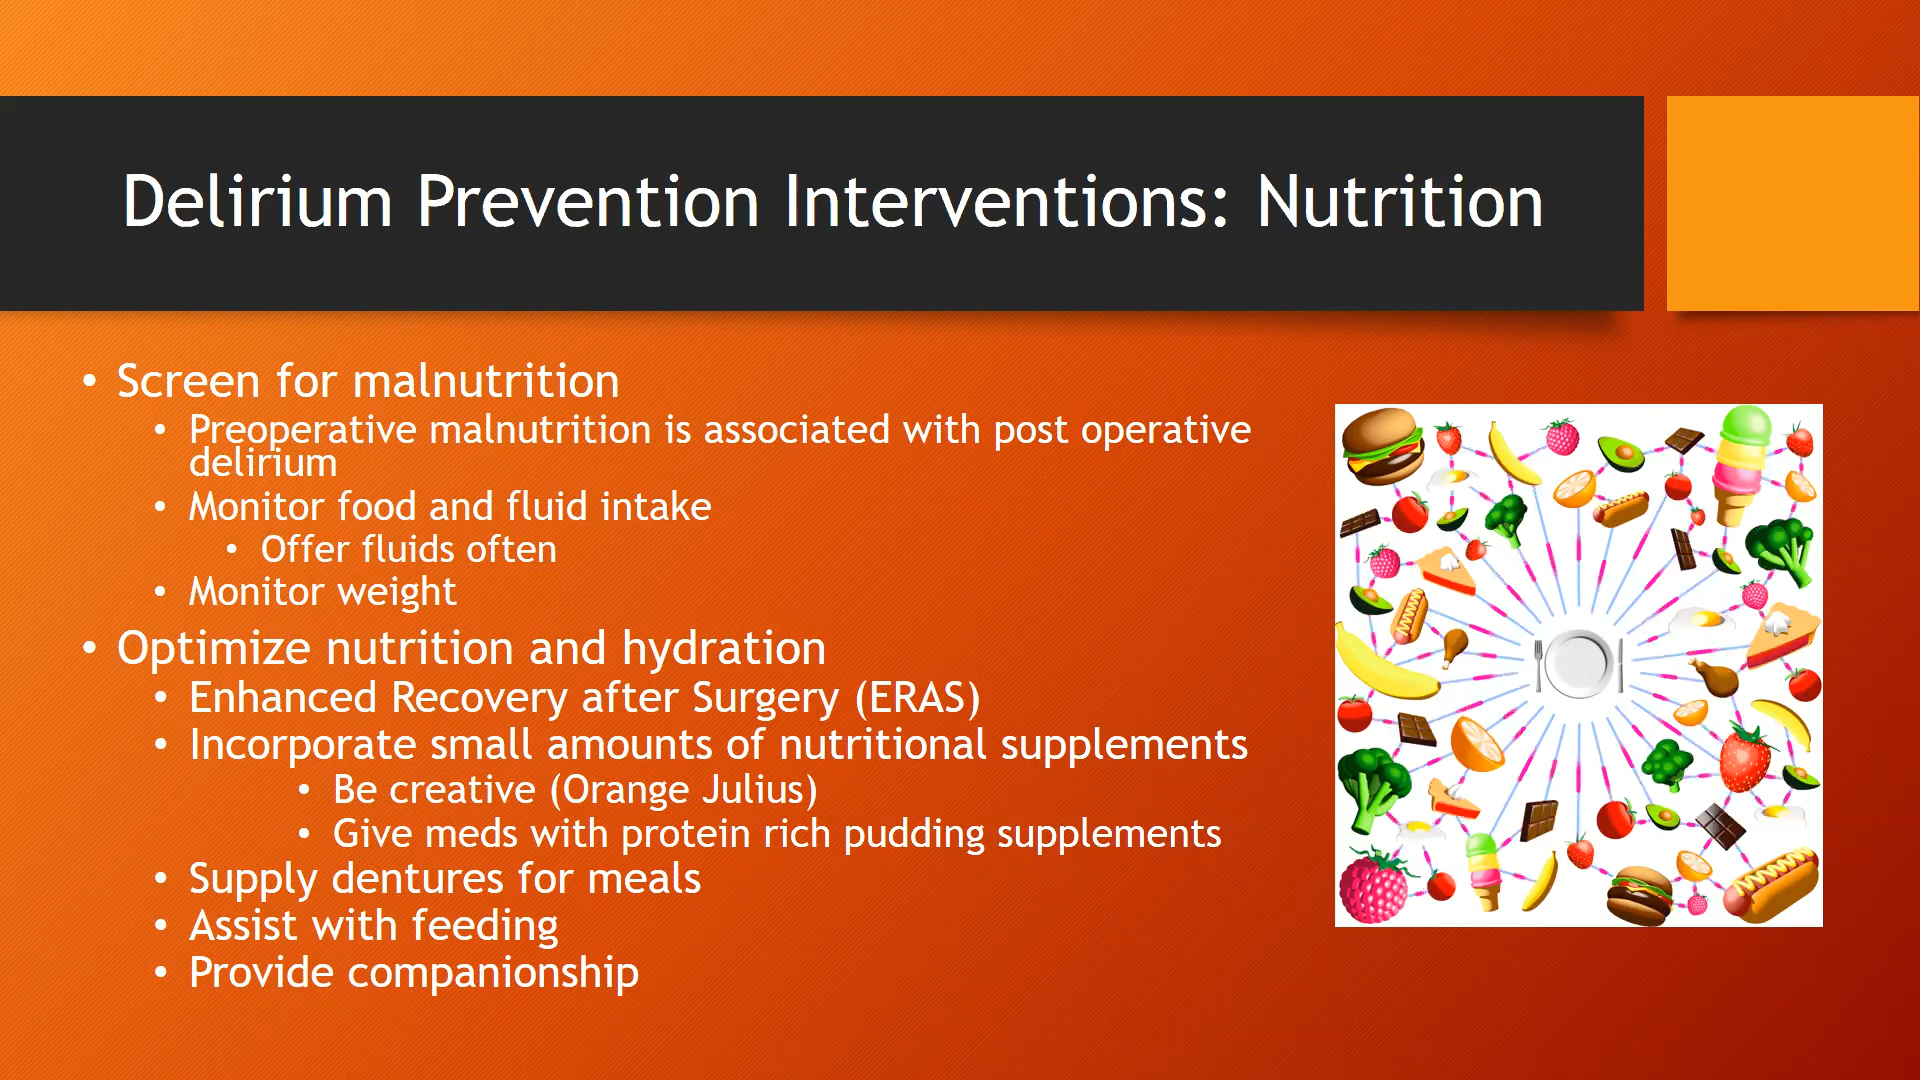 Delirium Prevention Interventions: Nutrition
• Screen for malnutrition
• Preoperative malnutrition is associated with post operative
delirium
• Monitor food and fluid intake
• Offer fluids often
• Monitor weight
• Optimize nutrition and hydration
• Enhanced Recovery after Surgery (ERAS)
• Incorporate small amounts of nutritional supplements
• Be creative (Orange Julius)
• Give meds with protein rich pudding supplements
• Supply dentures for meals
• Assist with feeding
• Provide companionship